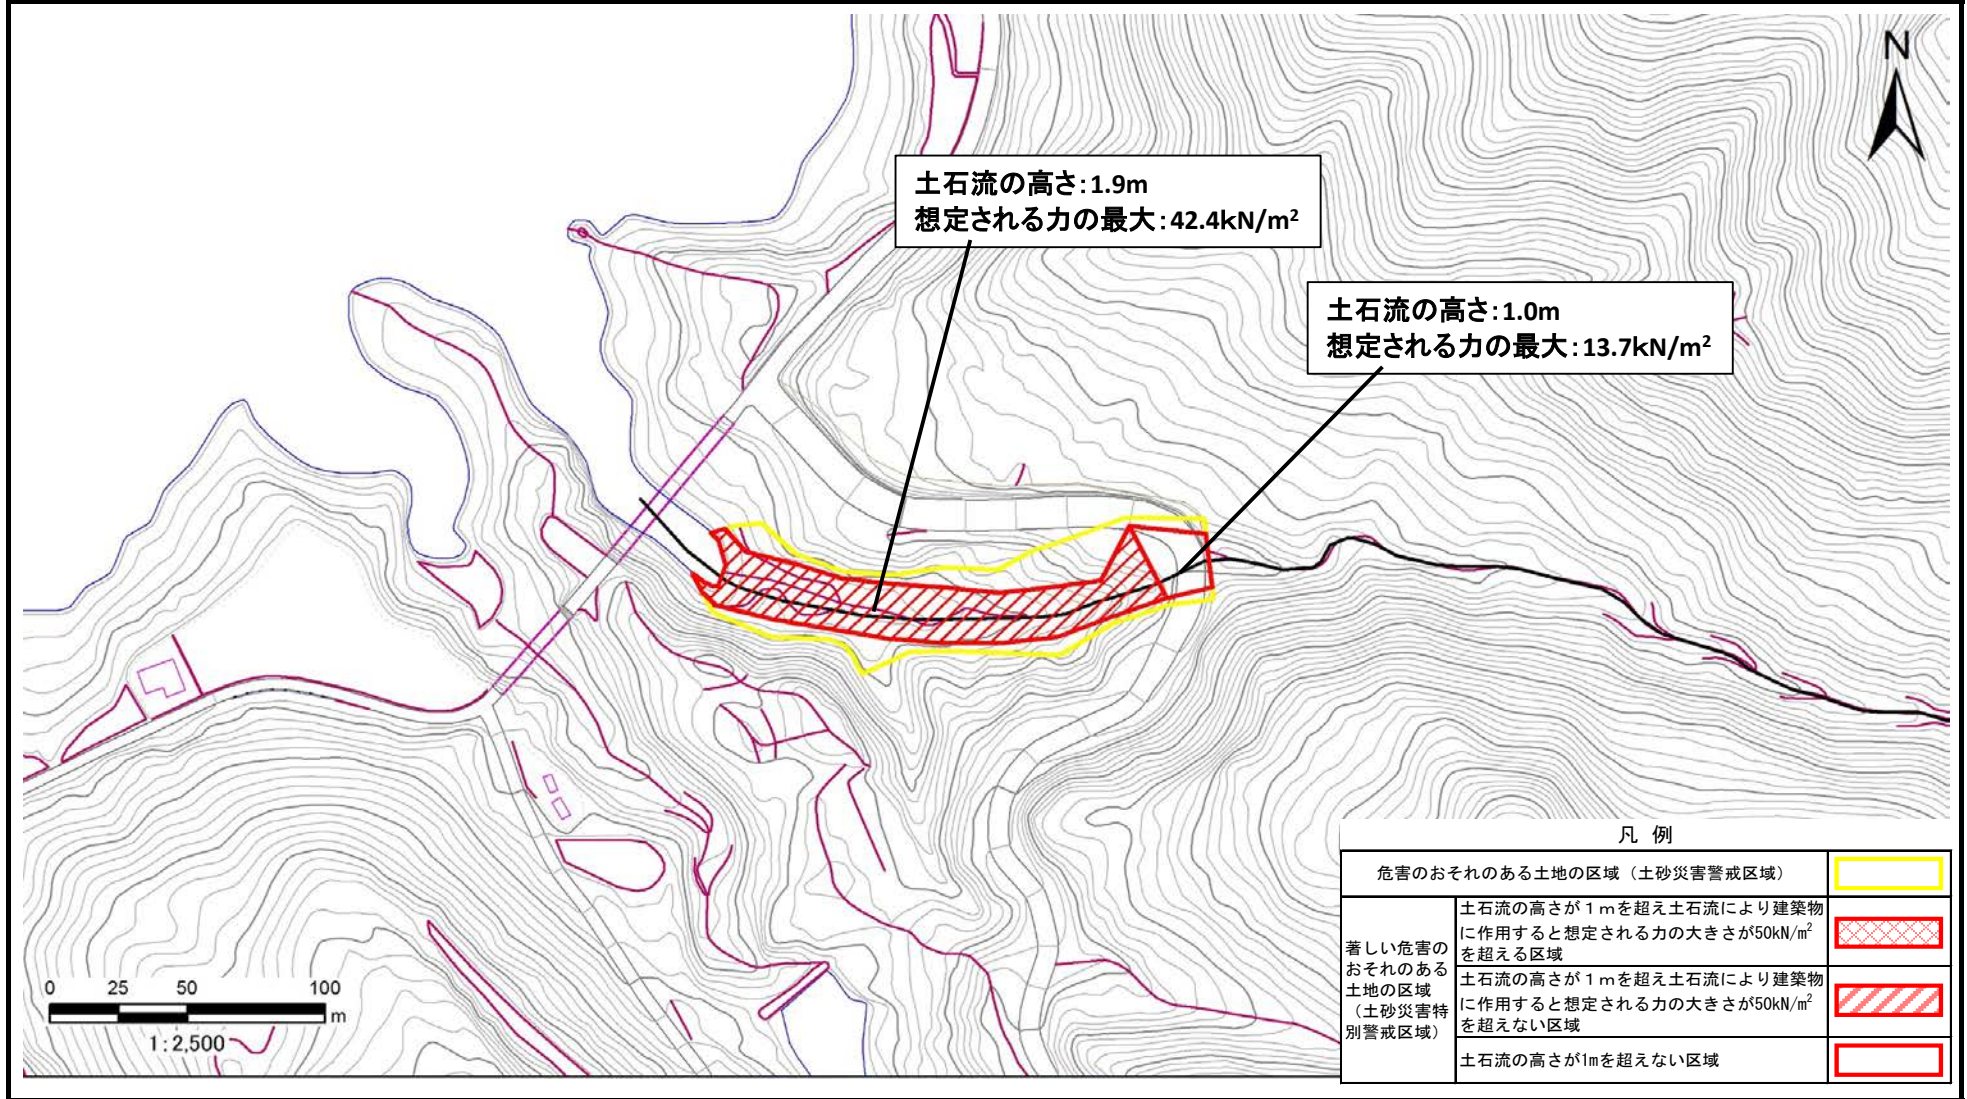 N
土石流の高さ:1.9m
想定される力の最大:42.4kN/m²
土石流の高さ:1.0m
想定される力の最大:13.7kN/m²
凡 例
危害のおそれのある土地の区域（土砂災害警戒区域）
著しい危害の
おそれのある
土地の区域
（土砂災害特
別警戒区域）
土石流の高さが１ｍを超え土石流により建築物
に作用すると想定される力の大きさが50kN/m²
を超える区域
土石流の高さが１ｍを超え土石流により建築物
に作用すると想定される力の大きさが50kN/m²
を超えない区域
土石流の高さが1mを超えない区域
0 25 50 100
m
1:2,500